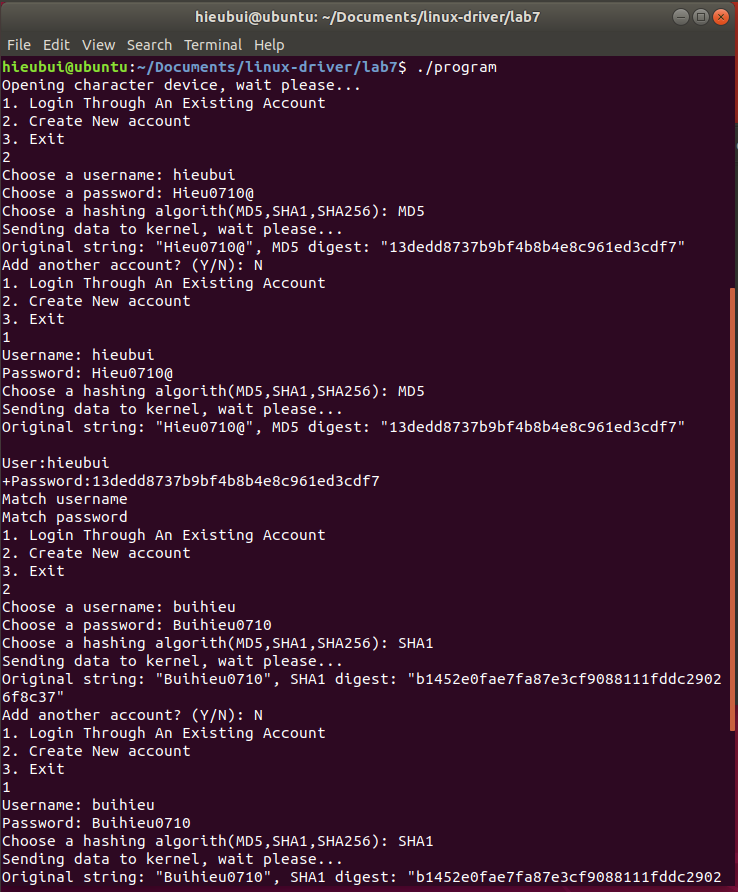 hieubui@ubuntu: ~/Documents/linux-driver/lab7
File Edit View Search Terminal Help
hieubui@ubuntu:~/Documents/linux-driver/lab7$ ./program
Opening character device, wait please...
1. Login Through An Existing Account
2. Create New account
3. Exit
2
Choose a username: hieubui
Choose a password: Hieu0710@
Choose a hashing algorith(MD5,SHA1,SHA256): MD5
Sending data to kernel, wait please...
Original string: "Hieu0710@", MD5 digest: "13dedd8737b9bf4b8b4e8c961ed3cdf7"
Add another account? (Y/N): N
1. Login Through An Existing Account
2. Create New account
3. Exit
1
Username: hieubui
Password: Hieu0710@
Choose a hashing algorith(MD5,SHA1,SHA256): MD5
Sending data to kernel, wait please...
Original string: "Hieu0710@", MD5 digest: "13dedd8737b9bf4b8b4e8c961ed3cdf7"
User:hieubui
+Password:13dedd8737b9bf4b8b4e8c961ed3cdf7
Match username
Match password
1. Login Through An Existing Account
2. Create New account
3. Exit
2
Choose a username: buihieu
Choose a password: Buihieu0710
Choose a hashing algorith(MD5,SHA1,SHA256): SHA1
Sending data to kernel, wait please...
Original string: "Buihieu0710", SHA1 digest: "b1452e0fae7fa87e3cf9088111fddc2902
6f8c37"
Add another account? (Y/N): N
1. Login Through An Existing Account
2. Create New account
3. Exit
1
Username: buihieu
Password: Buihieu0710
Choose a hashing algorith(MD5,SHA1,SHA256): SHA1
Sending data to kernel, wait please...
Original string: "Buihieu0710", SHA1 digest: "b1452e0fae7fa87e3cf9088111fddc2902